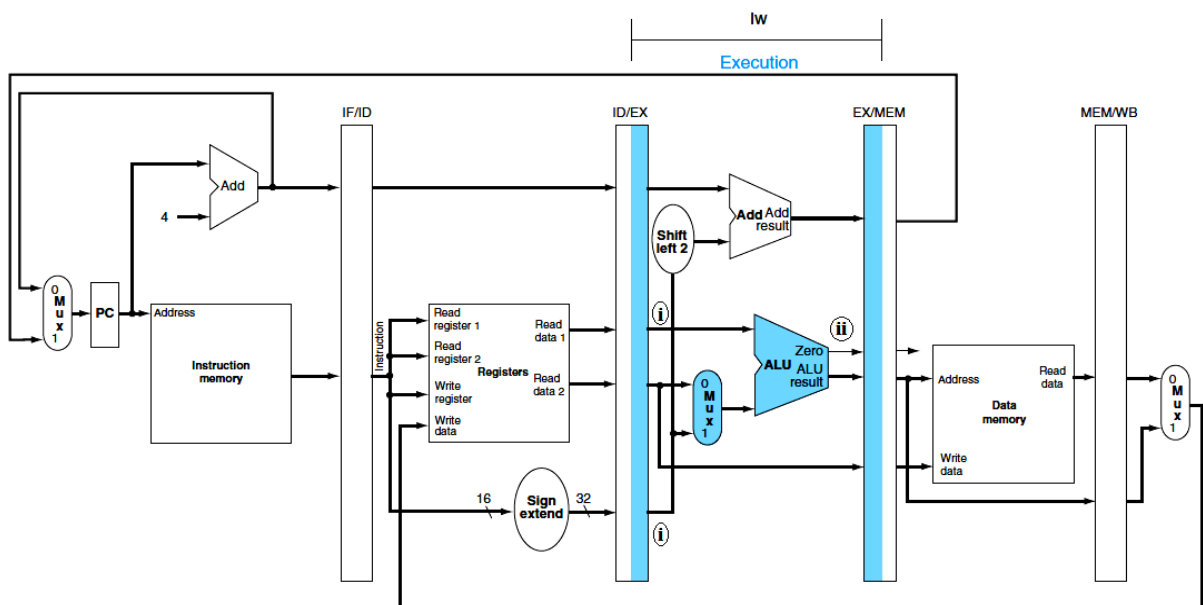 lw
Execution
IF/ID
ID/EX
EX/MEM
MEM/WB
Add
4
Add Add
result
Shift
left 2
0
M
u
x
1
PC
Address
Instruction
memory
Instruction
Read
register 1
Read
register 2
Write
register
Write
data
Registers
Read
data 1
Read
data 2
i
ii
Zero
ALU
ALU
result
0
M
u
x
1
Address
Read
data
Data
memory
Write
data
0
M
u
x
1
16
Sign
extend
32
i